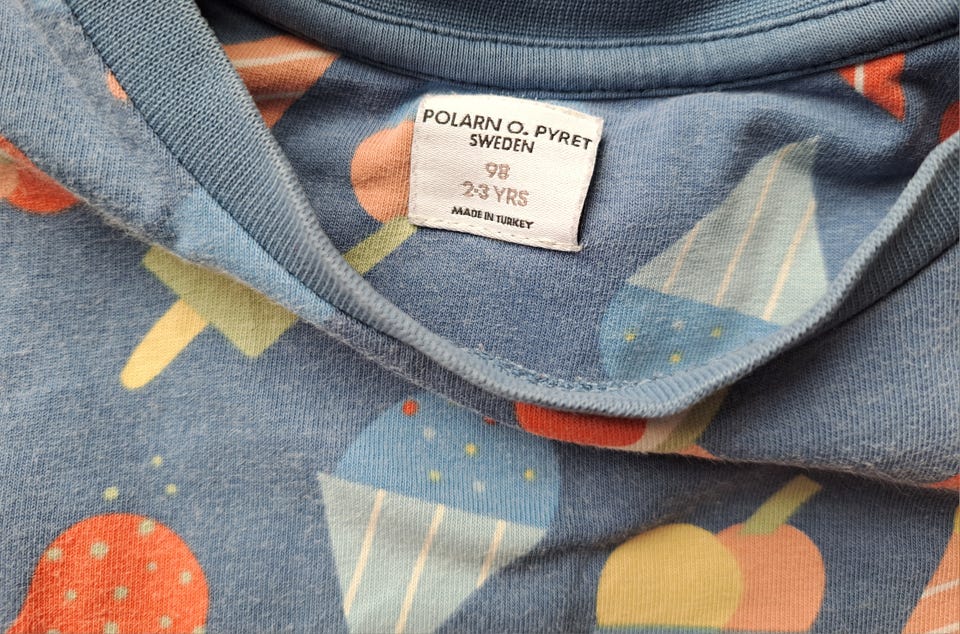 POLARN O. PYRET
SWEDEN
98
2-3 YRS
MADE IN TURKEY